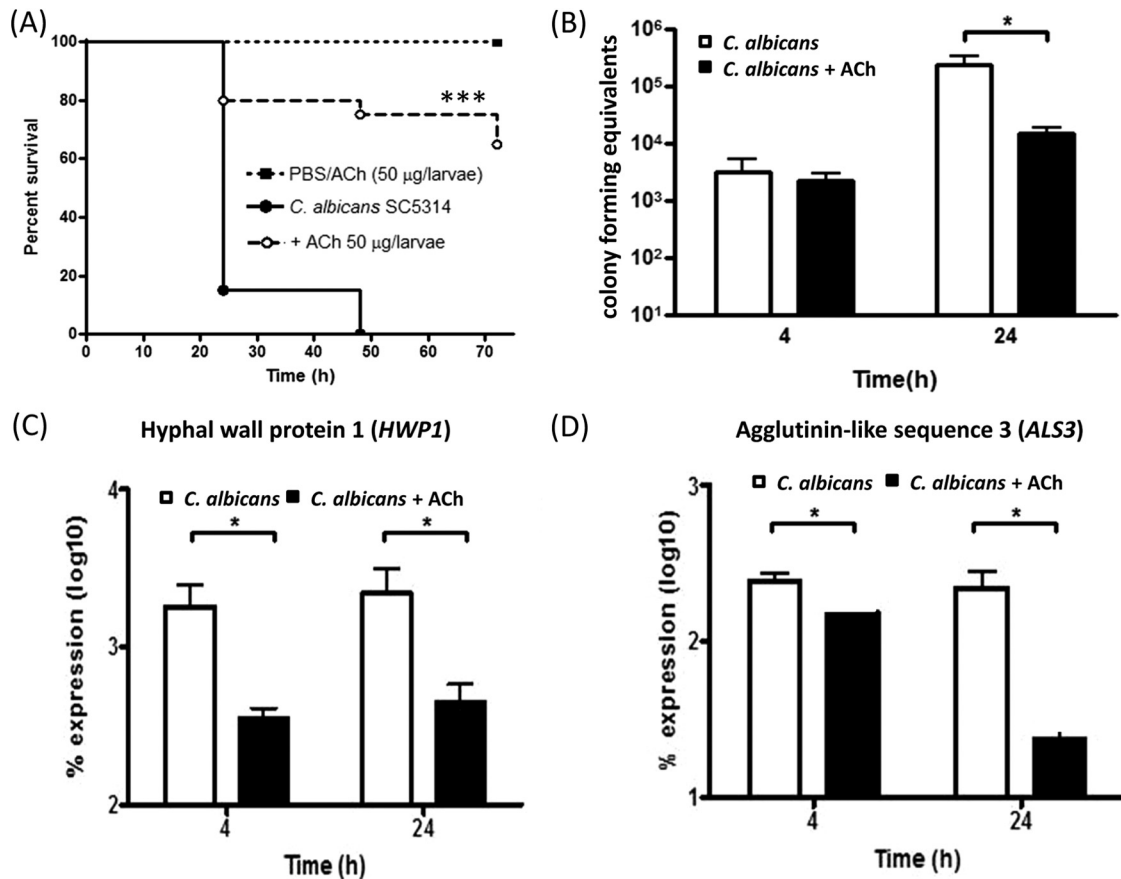 (A)
Percent survival
100
80
60
40
20
0
***
PBS/ACh (50 μg/larvae)
C. albicans SC5314
+ ACh 50 μg/larvae
0 10 20 30 40 50 60 70
Time (h)
(B)
colony forming equivalents
10⁶
10⁵
10⁴
10³
10²
10¹
C. albicans
C. albicans + ACh
*
4 24
Time(h)
(C)
Hyphal wall protein 1 (HWP1)
% expression (log10)
4
3
2
C. albicans C. albicans + ACh
* *
4 24
Time (h)
(D)
Agglutinin-like sequence 3 (ALS3)
% expression (log10)
3
2
1
C. albicans C. albicans + ACh
* *
4 24
Time (h)